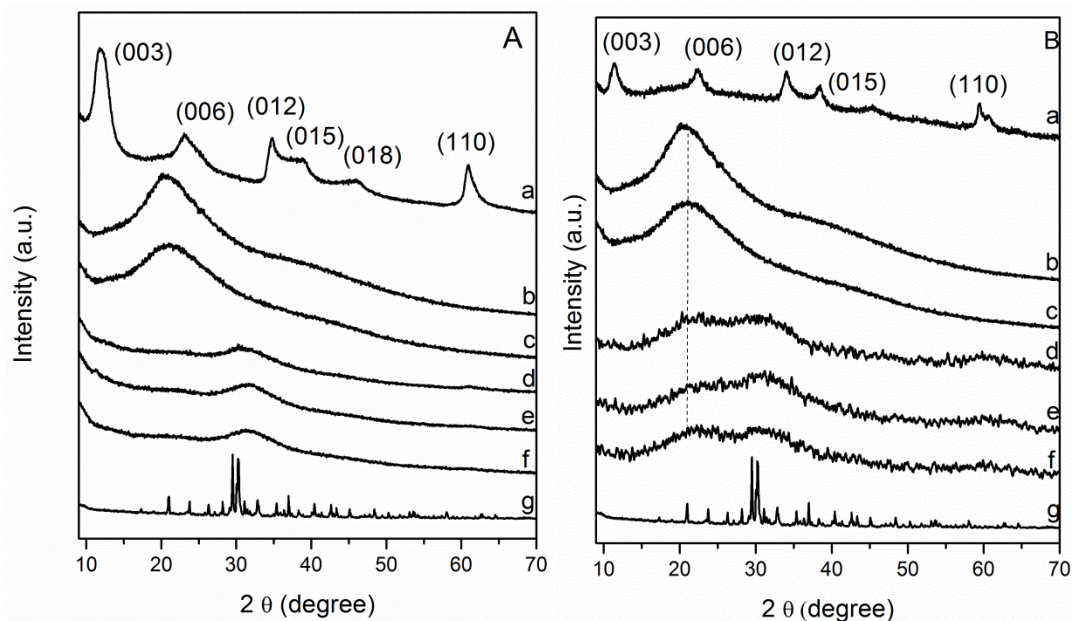 A
(003)
(006)
(012)
(015)
(018)
(110)
a
b
c
d
e
f
g
Intensity (a.u.)
10 20 30 40 50 60 70
2 θ (degree)
B
(003)
(006)
(012)
(015)
(110)
a
b
c
d
e
f
g
Intensity (a.u.)
10 20 30 40 50 60 70
2 θ (degree)